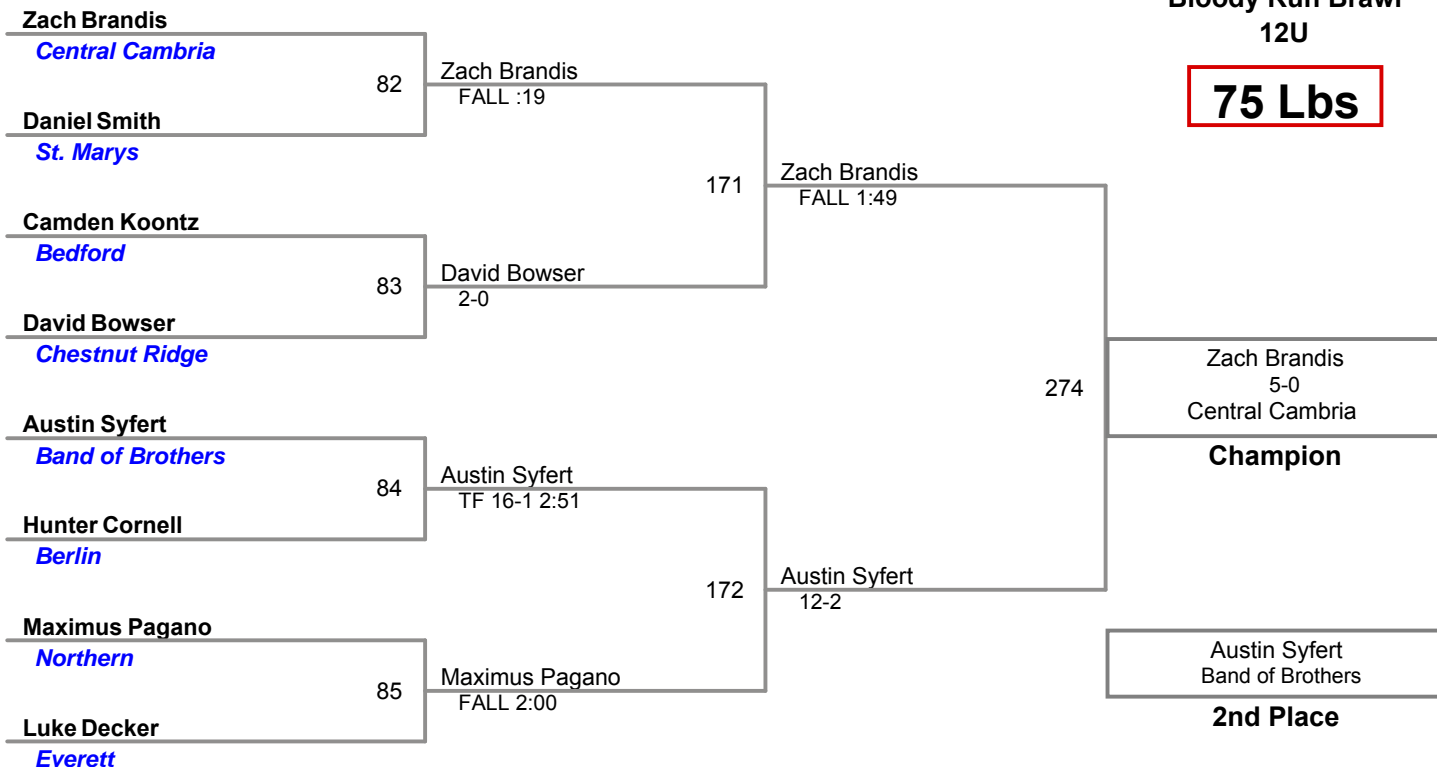 Bloody Run Brawl
12U
75 Lbs
Zach Brandis
Central Cambria
82
Daniel Smith
St. Marys
Zach Brandis
FALL :19
171
Camden Koontz
Bedford
83
David Bowser
Chestnut Ridge
David Bowser
2-0
Zach Brandis
FALL 1:49
274
Austin Syfert
Band of Brothers
84
Hunter Cornell
Berlin
Austin Syfert
TF 16-1 2:51
172
Maximus Pagano
Northern
85
Luke Decker
Everett
Maximus Pagano
FALL 2:00
Austin Syfert
12-2
Zach Brandis
5-0
Central Cambria
Champion
Austin Syfert
Band of Brothers
2nd Place